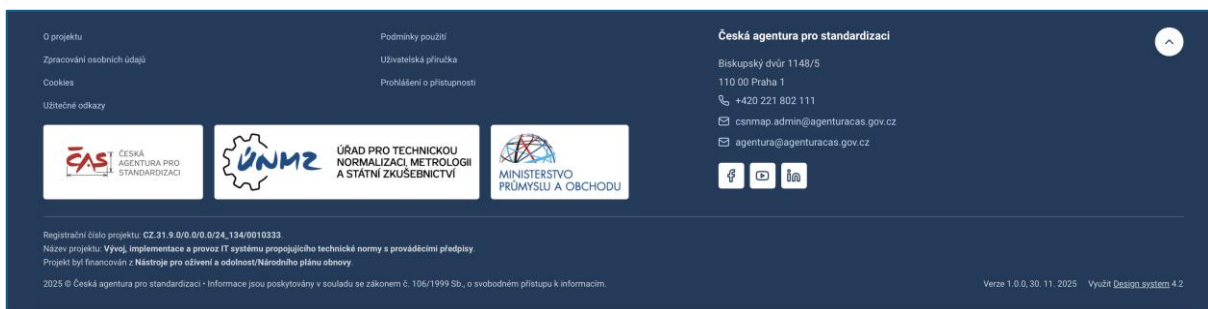 O projektu
Zpracování osobních údajů
Cookies
Užitečné odkazy
Podmínky použití
Uživatelská příručka
Prohlášení o přístupnosti
Česká agentura pro standardizaci
Biskupský dvůr 1148/5
110 00 Praha 1
+420 221 802 111
csnmap.admin@agenturacas.gov.cz
agentura@agenturacas.gov.cz
ČAS
ČESKÁ
AGENTURA PRO
STANDARDIZACI
ÚNMZ
ÚŘAD PRO TECHNICKOU
NORMALIZACI, METROLOGII
A STÁTNÍ ZKUŠEBNICTVÍ
MINISTERSTVO
PRŮMYSLU A OBCHODU
Registrační číslo projektu: CZ.31.9.0/0.0/0.0/24_134/0010333.
Název projektu: Vývoj, implementace a provoz IT systému propojujícího technické normy s prováděcími předpisy.
Projekt byl financován z Nástroje pro oživení a odolnost/Národního plánu obnovy.
2025 © Česká agentura pro standardizaci • Informace jsou poskytovány v souladu se zákonem č. 106/1999 Sb., o svobodném přístupu k informacím.
Verze 1.0.0, 30. 11. 2025 Využit Design system 4.2